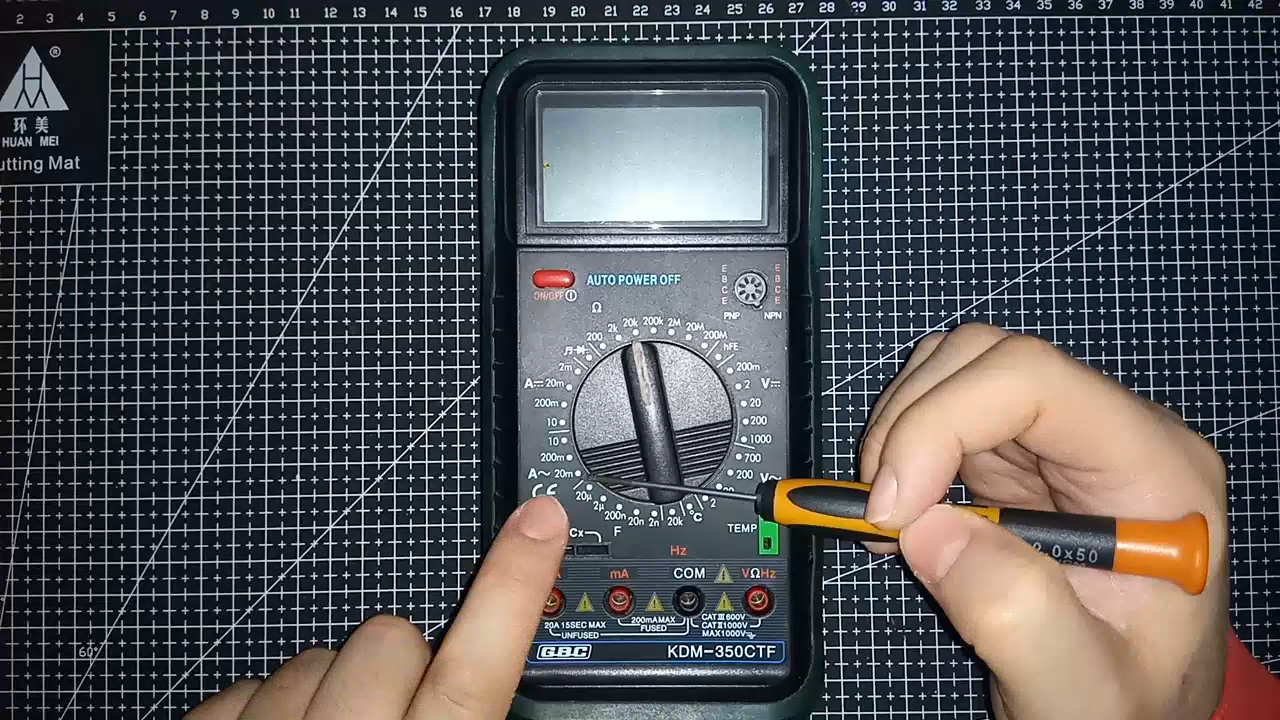 2 3 4 5 6 7 8 9 10 11 12 13 14 15 16 17 18 19 20 21 22 23 24 25 26 27 28 29 30 31 32 33 34 35 36 37 38 39 40 41 42
®
环美
HUAN MEI
utting Mat
60°
ON/OFF
AUTO POWER OFF
E B C E
E B C E
PNP
NPN
Ω
200 2k 20k 200k 2M 20M 200M hFE
2m
A 20m
200m
10
10
200m
A~ 20m
20µ
2µ
200n
20n
2n
20k
°C
200m
2
V
20
200
1000
700
200
V~
2
CE
Cx
F
TEMP
Hz
A
mA
COM
VΩHz
20A 15SEC MAX
UNFUSED
200mA MAX
FUSED
CAT III 600V
CAT II 1000V
MAX 1000V
GBC
KDM-350CTF
2.0x50